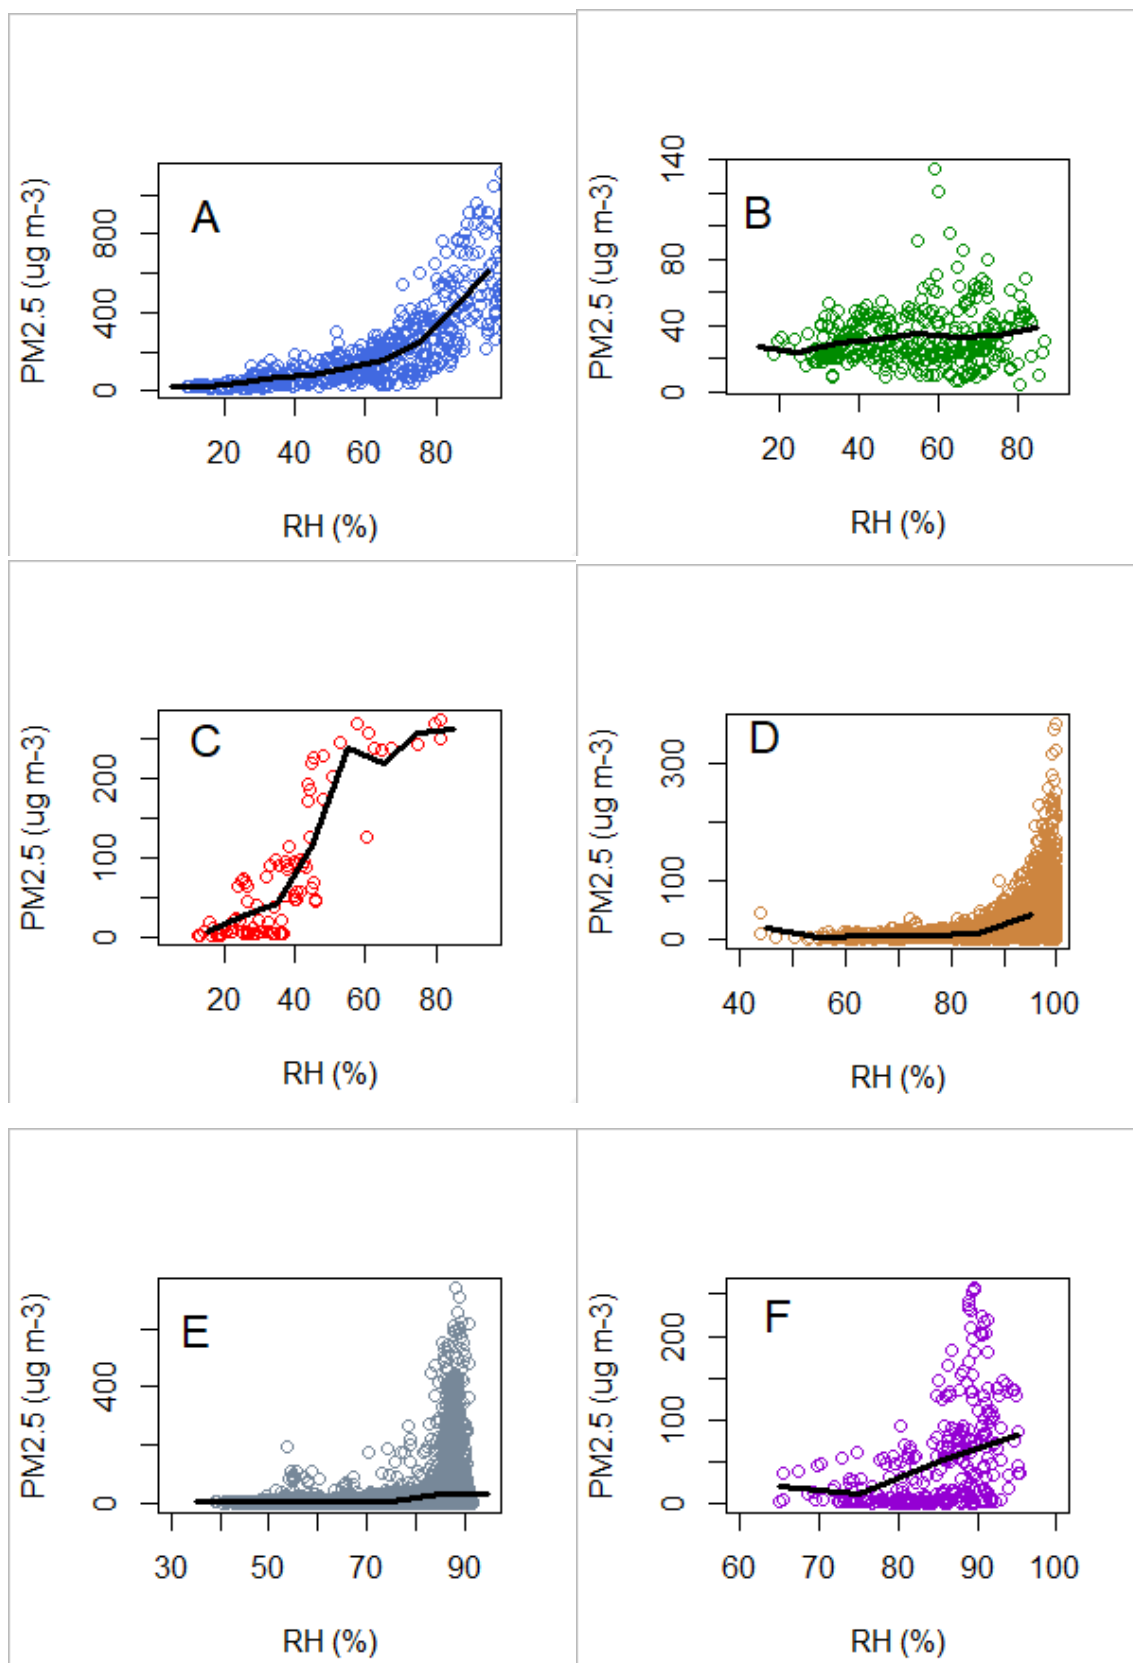 A
PM2.5 (ug m-3)
0 400 800
20 40 60 80
RH (%)
B
PM2.5 (ug m-3)
0 40 80 140
20 40 60 80
RH (%)
C
PM2.5 (ug m-3)
0 100 200
20 40 60 80
RH (%)
D
PM2.5 (ug m-3)
0 100 300
40 60 80 100
RH (%)
E
PM2.5 (ug m-3)
0 400
30 50 70 90
RH (%)
F
PM2.5 (ug m-3)
0 100 200
60 70 80 90 100
RH (%)